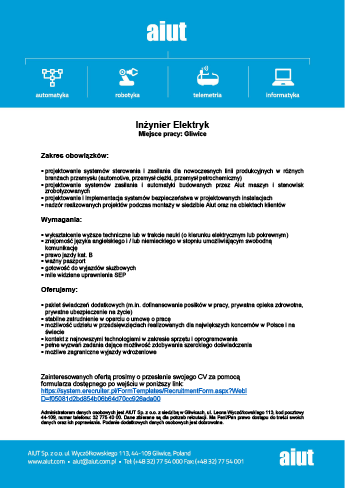 aiut
automatyka robotyka telemetria informatyka
Inżynier Elektryk
Miejsce pracy: Gliwice
Zakres obowiązków:
• projektowanie systemów sterowania i zasilania dla nowoczesnych linii produkcyjnych w różnych
branżach przemysłu (automotive, przemysł ciężki, przemysł petrochemiczny)
• projektowanie systemów zasilania i automatyki budowanych przez Aiut maszyn i stanowisk
zrobotyzowanych
• projektowanie i implementacja systemów bezpieczeństwa w projektowanych instalacjach
• nadzór realizowanych projektów podczas montaży w siedzibie Aiut oraz na obiektach klientów
Wymagania:
• wykształcenie wyższe techniczne lub w trakcie nauki (o kierunku elektrycznym lub pokrewnym)
• znajomość języka angielskiego i / lub niemieckiego w stopniu umożliwiającym swobodną
komunikację
• prawo jazdy kat. B
• ważny paszport
• gotowość do wyjazdów służbowych
• mile widziane uprawnienia SEP
Oferujemy:
• pakiet świadczeń dodatkowych (m.in. dofinansowanie posiłków w pracy, prywatna opieka zdrowotna,
prywatne ubezpieczenie na życie)
• stabilne zatrudnienie w oparciu o umowę o pracę
• możliwość udziału w przedsięwzięciach realizowanych dla największych koncernów w Polsce i na
świecie
• kontakt z najnowszymi technologiami w zakresie sprzętu i oprogramowania
• pełne wyzwań zadania dające możliwość zdobywania szerokiego doświadczenia
• możliwe zagraniczne wyjazdy wdrożeniowe
Zainteresowanych ofertą prosimy o przesłanie swojego CV za pomocą
formularza dostępnego po wejściu w poniższy link:
https://system.erecruiter.pl/FormTemplates/RecruitmentForm.aspx?WebI
D=f05081d2bd854b06b64d70cc926ada00
Administratorem danych osobowych jest AIUT Sp. z o.o. z siedzibą w Gliwicach, ul. Leona Wyczółkowskiego 113, kod pocztowy
44-109, numer telefonu: 32 775 40 00. Dane zbierane są dla potrzeb rekrutacji. Ma Pan/Pani prawo dostępu do treści swoich
danych oraz ich poprawiania. Podanie dodatkowych danych osobowych jest dobrowolne.
AIUT Sp. z o.o. ul. Wyczółkowskiego 113, 44-109 Gliwice, Poland
www.aiut.com • aiut@aiut.com.pl • Tel: (+48 32) 77 54 000 Fax: (+48 32) 77 54 001
aiut